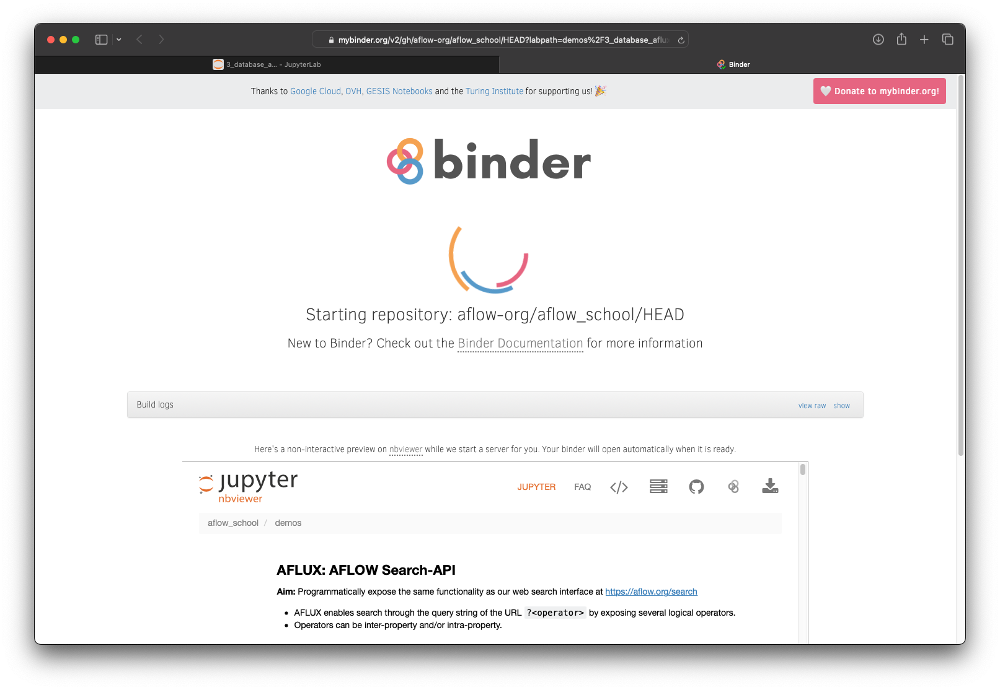 mybinder.org/v2/gh/aflow-org/aflow_school/HEAD?labpath=demos%2F3_database_aflux
3_database_a... - JupyterLab
Binder
Thanks to Google Cloud, OVH, GESIS Notebooks and the Turing Institute for supporting us! 🎉
🤍 Donate to mybinder.org!
binder
Starting repository: aflow-org/aflow_school/HEAD
New to Binder? Check out the Binder Documentation for more information
Build logs
view raw show
Here's a non-interactive preview on nbviewer while we start a server for you. Your binder will open automatically when it is ready.
jupyter
nbviewer
JUPYTER FAQ </>
aflow_school / demos
AFLUX: AFLOW Search-API
Aim: Programmatically expose the same functionality as our web search interface at https://aflow.org/search
• AFLUX enables search through the query string of the URL ?<operator> by exposing several logical operators.
• Operators can be inter-property and/or intra-property.